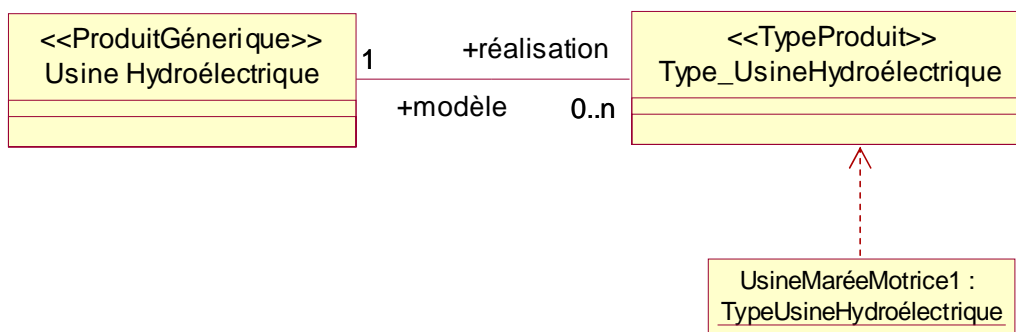 <<ProduitGénerique>>
Usine Hydroélectrique
1
+réalisation
+modèle
0..n
<<TypeProduit>>
Type_UsineHydroélectrique
UsineMaréeMotrice1 :
TypeUsineHydroélectrique